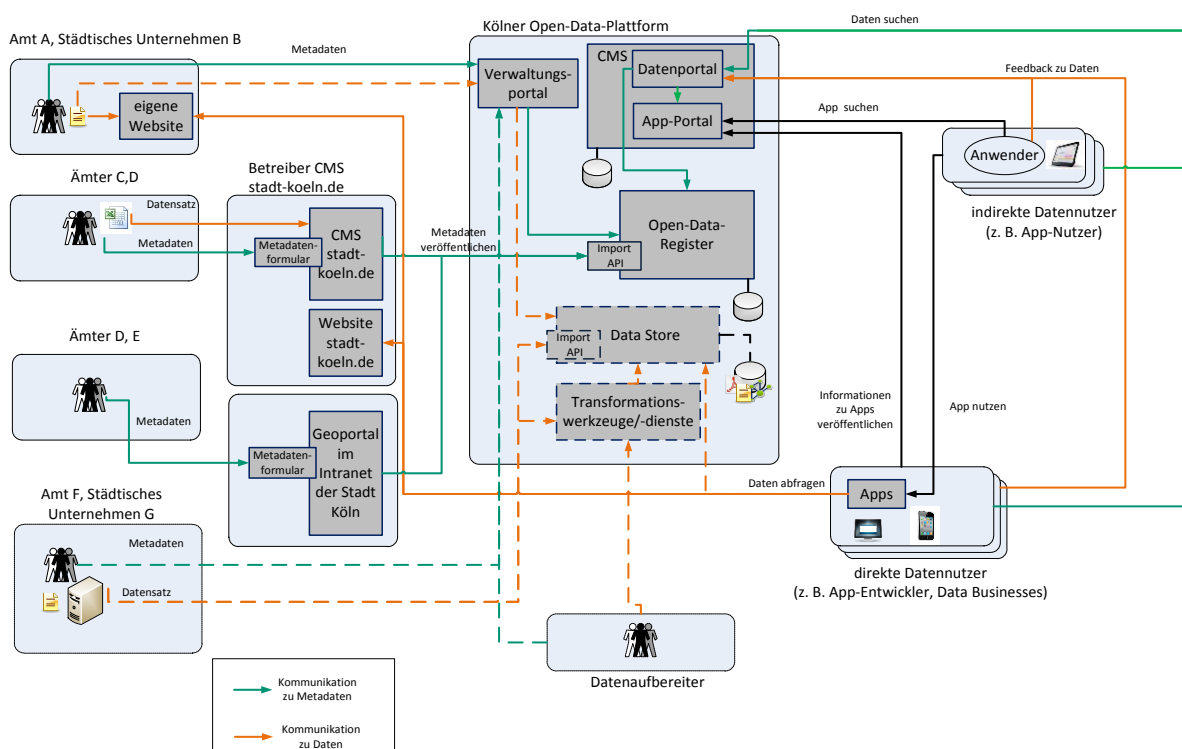 Amt A, Städtisches Unternehmen B
eigene
Website
Metadaten
Ämter C,D
Datensatz
Metadaten
Betreiber CMS
stadt-koeln.de
Metadaten-
formular
CMS
stadt-
koeln.de
Website
stadt-
koeln.de
Metadaten
veröffentlichen
Ämter D, E
Metadaten
Metadaten-
formular
Geoportal
im
Intranet
der Stadt
Köln
Amt F, Städtisches
Unternehmen G
Metadaten
Datensatz
Kölner Open-Data-Plattform
Verwaltungs-
portal
CMS
Datenportal
App-Portal
Open-Data-
Register
Import
API
Data Store
Import
API
Transformations-
werkzeuge/-dienste
Daten suchen
Feedback zu Daten
App suchen
Anwender
indirekte Datennutzer
(z. B. App-Nutzer)
Informationen
zu Apps
veröffentlichen
App nutzen
Daten abfragen
Apps
direkte Datennutzer
(z. B. App-Entwickler, Data Businesses)
Datenaufbereiter
Kommunikation
zu Metadaten
Kommunikation
zu Daten